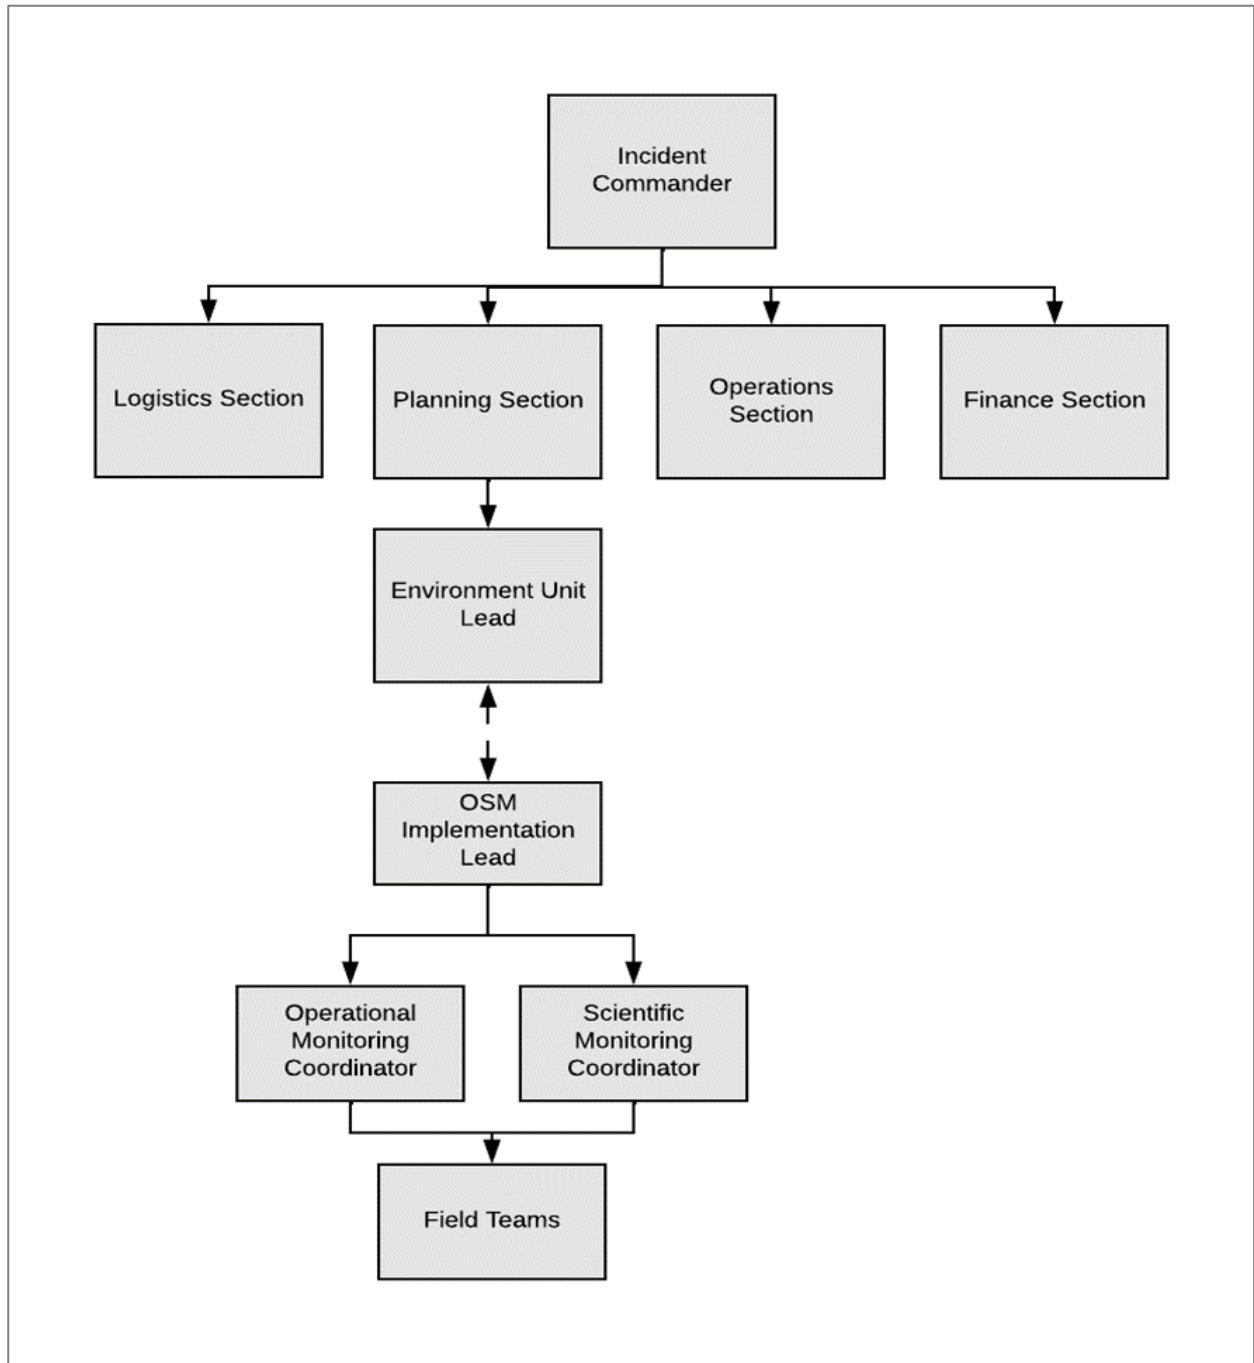 Incident
Commander
Logistics Section
Planning Section
Operations
Section
Finance Section
Environment Unit
Lead
OSM
Implementation
Lead
Operational
Monitoring
Coordinator
Scientific
Monitoring
Coordinator
Field Teams